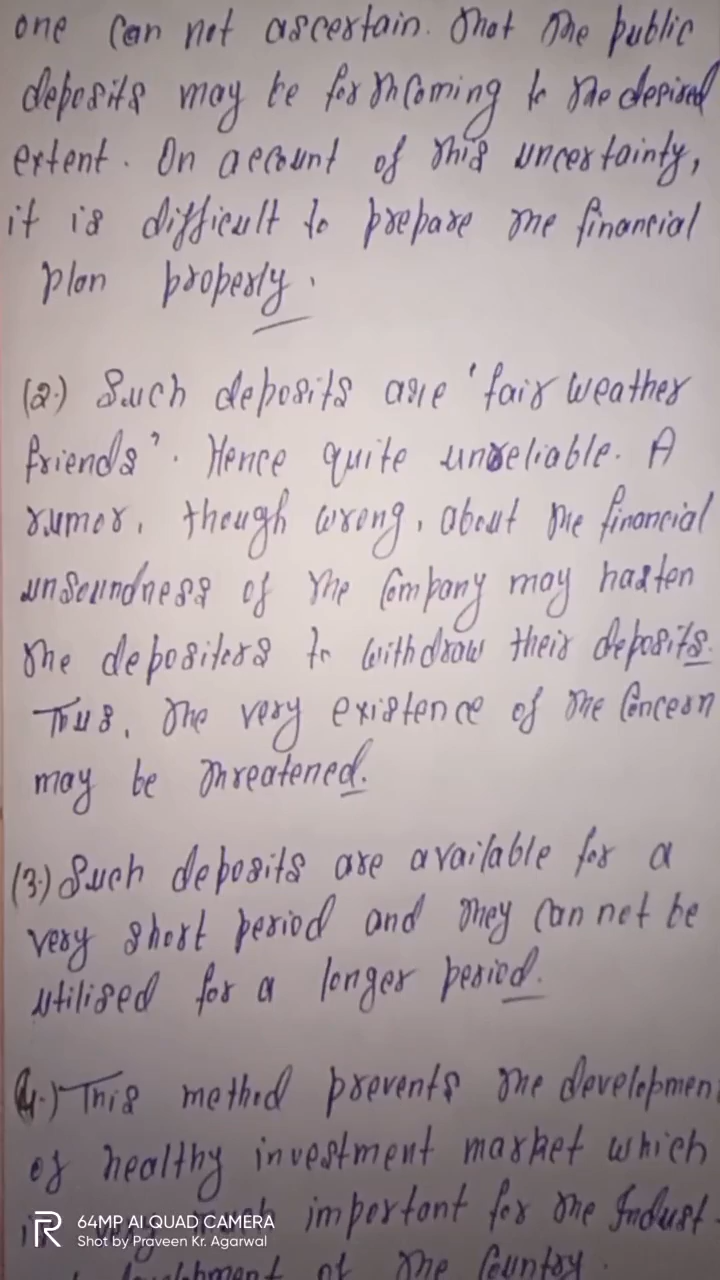 one can not ascertain. that the public
deposits may be forthcoming to the desired
extent. On account of this uncertainty,
it is difficult to prepare the financial
plan properly.
(2.) Such deposits are 'fair weather
friends'. Hence quite unreliable. A
rumor, though wrong, about the financial
unsoundness of the Company may hasten
the depositers to withdraw their deposits.
Thus, the very existence of the Concern
may be threatened.
(3.) Such deposits are available for a
very short period and they can not be
utilised for a longer period.
(4.) This method prevents the developmen
of healthy investment market which
important for the Indust-
of the Country.
64MP AI QUAD CAMERA
Shot by Praveen Kr. Agarwal